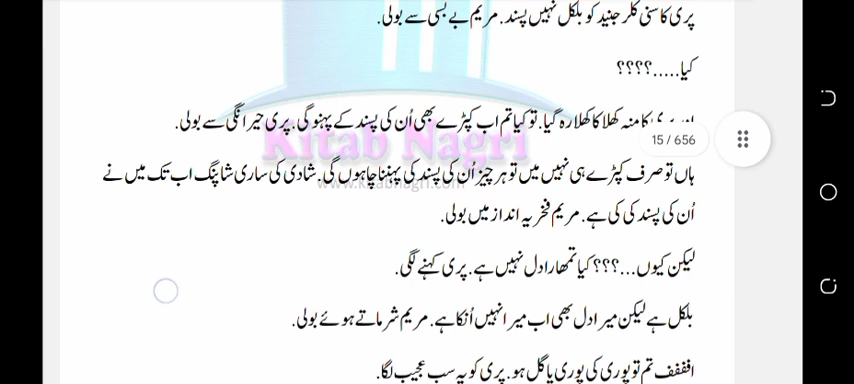 پری کاسنی کلر جنید کو بلکل نہیں پسند. مریم بے بسی سے بولی.
کیا.....؟؟؟؟
کا منہ کھلا کا کھلا رہ گیا. تو کیا تم اب کپڑے بھی اُن کی پسند کے پہنو گی. پری حیرانگی سے بولی.
15 / 656
Kitab Nagri
ہاں تو صرف کپڑے ہی نہیں میں تو ہر چیز اُن کی پسند کی پہننا چاہوں گی. شادی کی ساری شاپنگ اب تک میں نے
www.kitabnagri.com
اُن کی پسند کی کی ہے. مریم فخریہ انداز میں بولی.
لیکن کیوں...؟؟؟ کیا تمھارا دل نہیں ہے. پری کہنے لگی.
بلکل ہے لیکن میرا دل بھی اب میرا نہیں اُنکا ہے. مریم شرماتے ہوئے بولی.
اففففف تم تو پوری کی پوری پاگل ہو. پری کو یہ سب عجیب لگا.